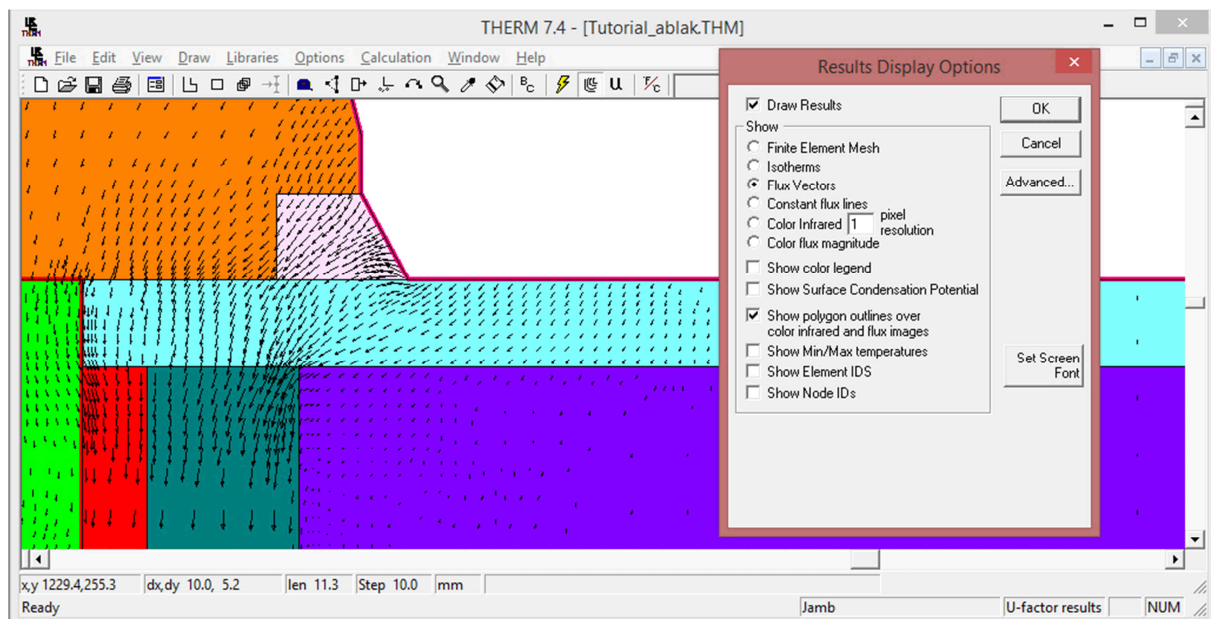 THERM 7.4 - [Tutorial_ablak.THM]
File Edit View Draw Libraries Options Calculation Window Help
Results Display Options
Draw Results
OK
Show
Finite Element Mesh
Cancel
Isotherms
Flux Vectors
Advanced...
Constant flux lines
Color Infrared 1 pixel resolution
Color flux magnitude
Show color legend
Show Surface Condensation Potential
Show polygon outlines over
color infrared and flux images
Show Min/Max temperatures
Set Screen
Font
Show Element IDS
Show Node IDs
x,y 1229.4,255.3 dx,dy 10.0, 5.2 len 11.3 Step 10.0 mm
Ready Jamb U-factor results NUM